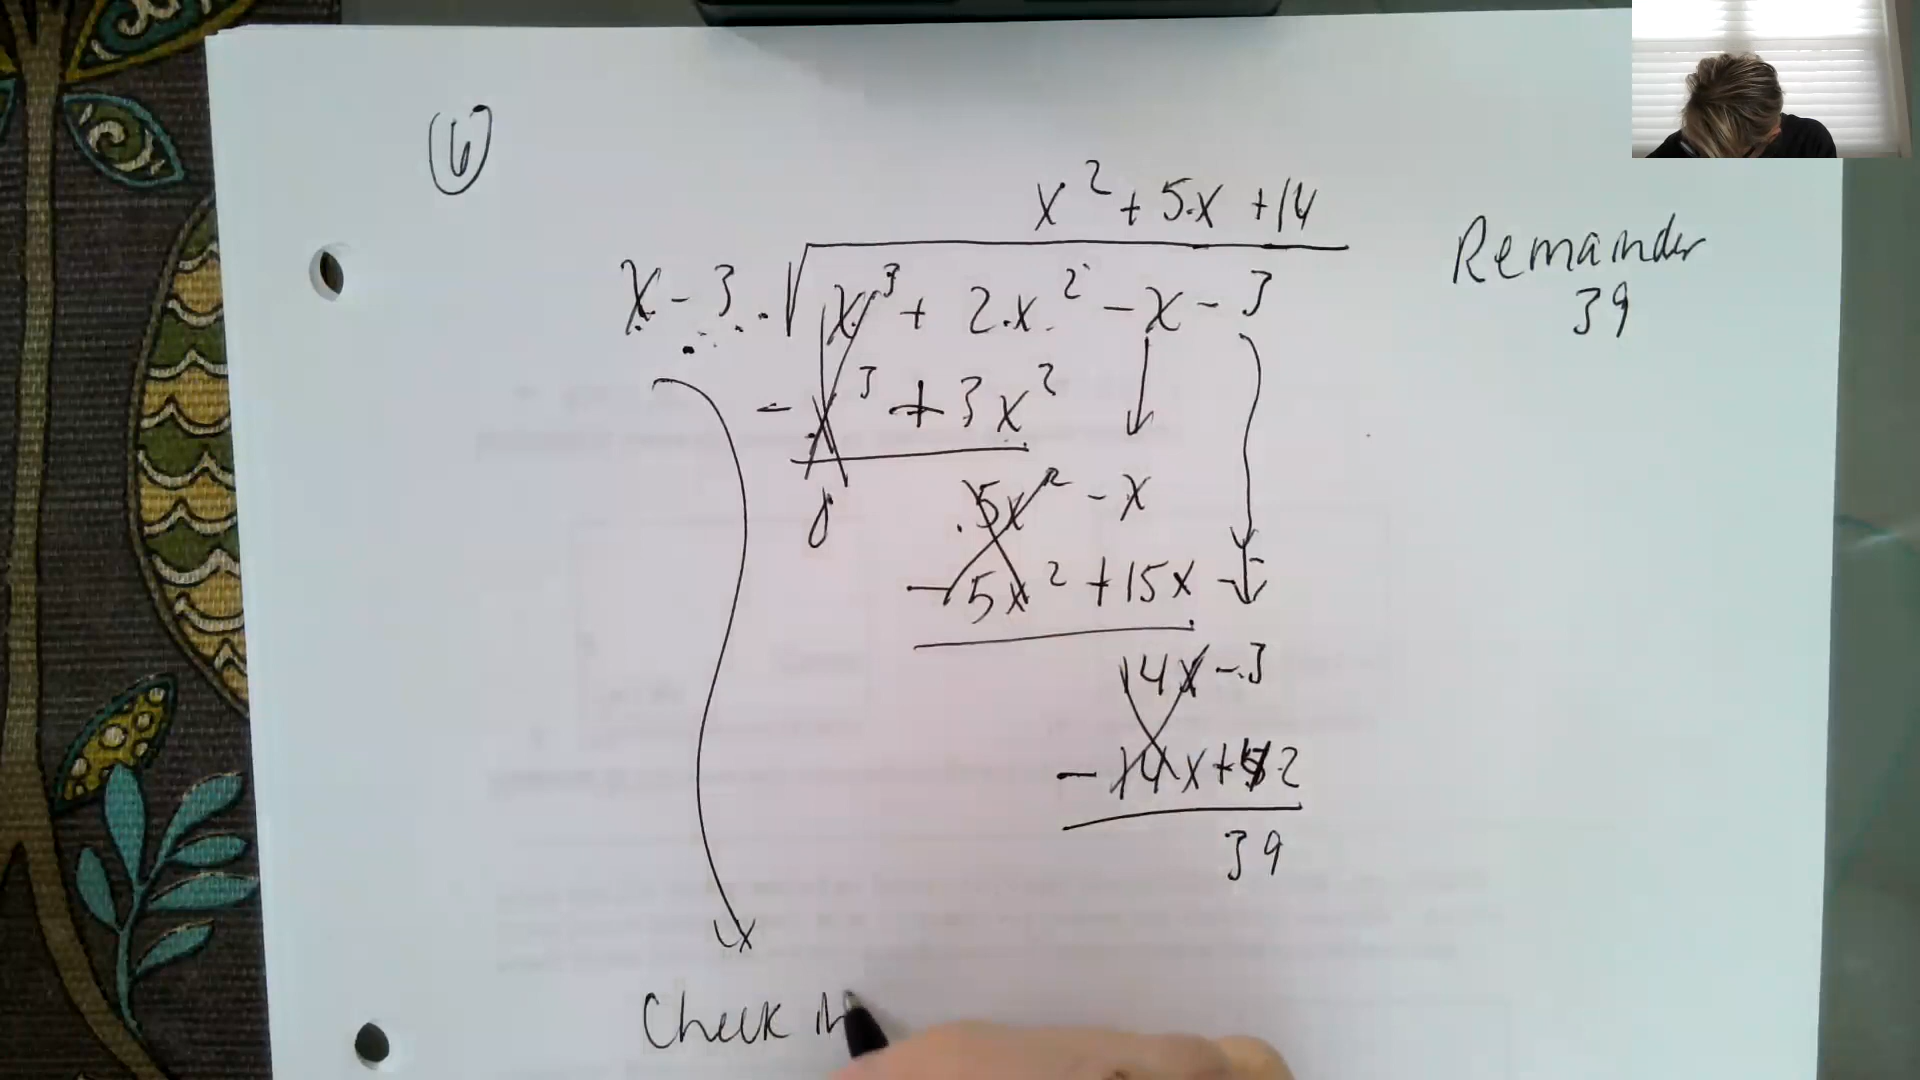 6
x² + 5x + 14
x - 3 √ x³ + 2x² - x - 3
Remainder
39
- x³ + 3x²
0
5x² - x
- 5x² + 15x -
14x - 3
- 14x + 42
39
Check